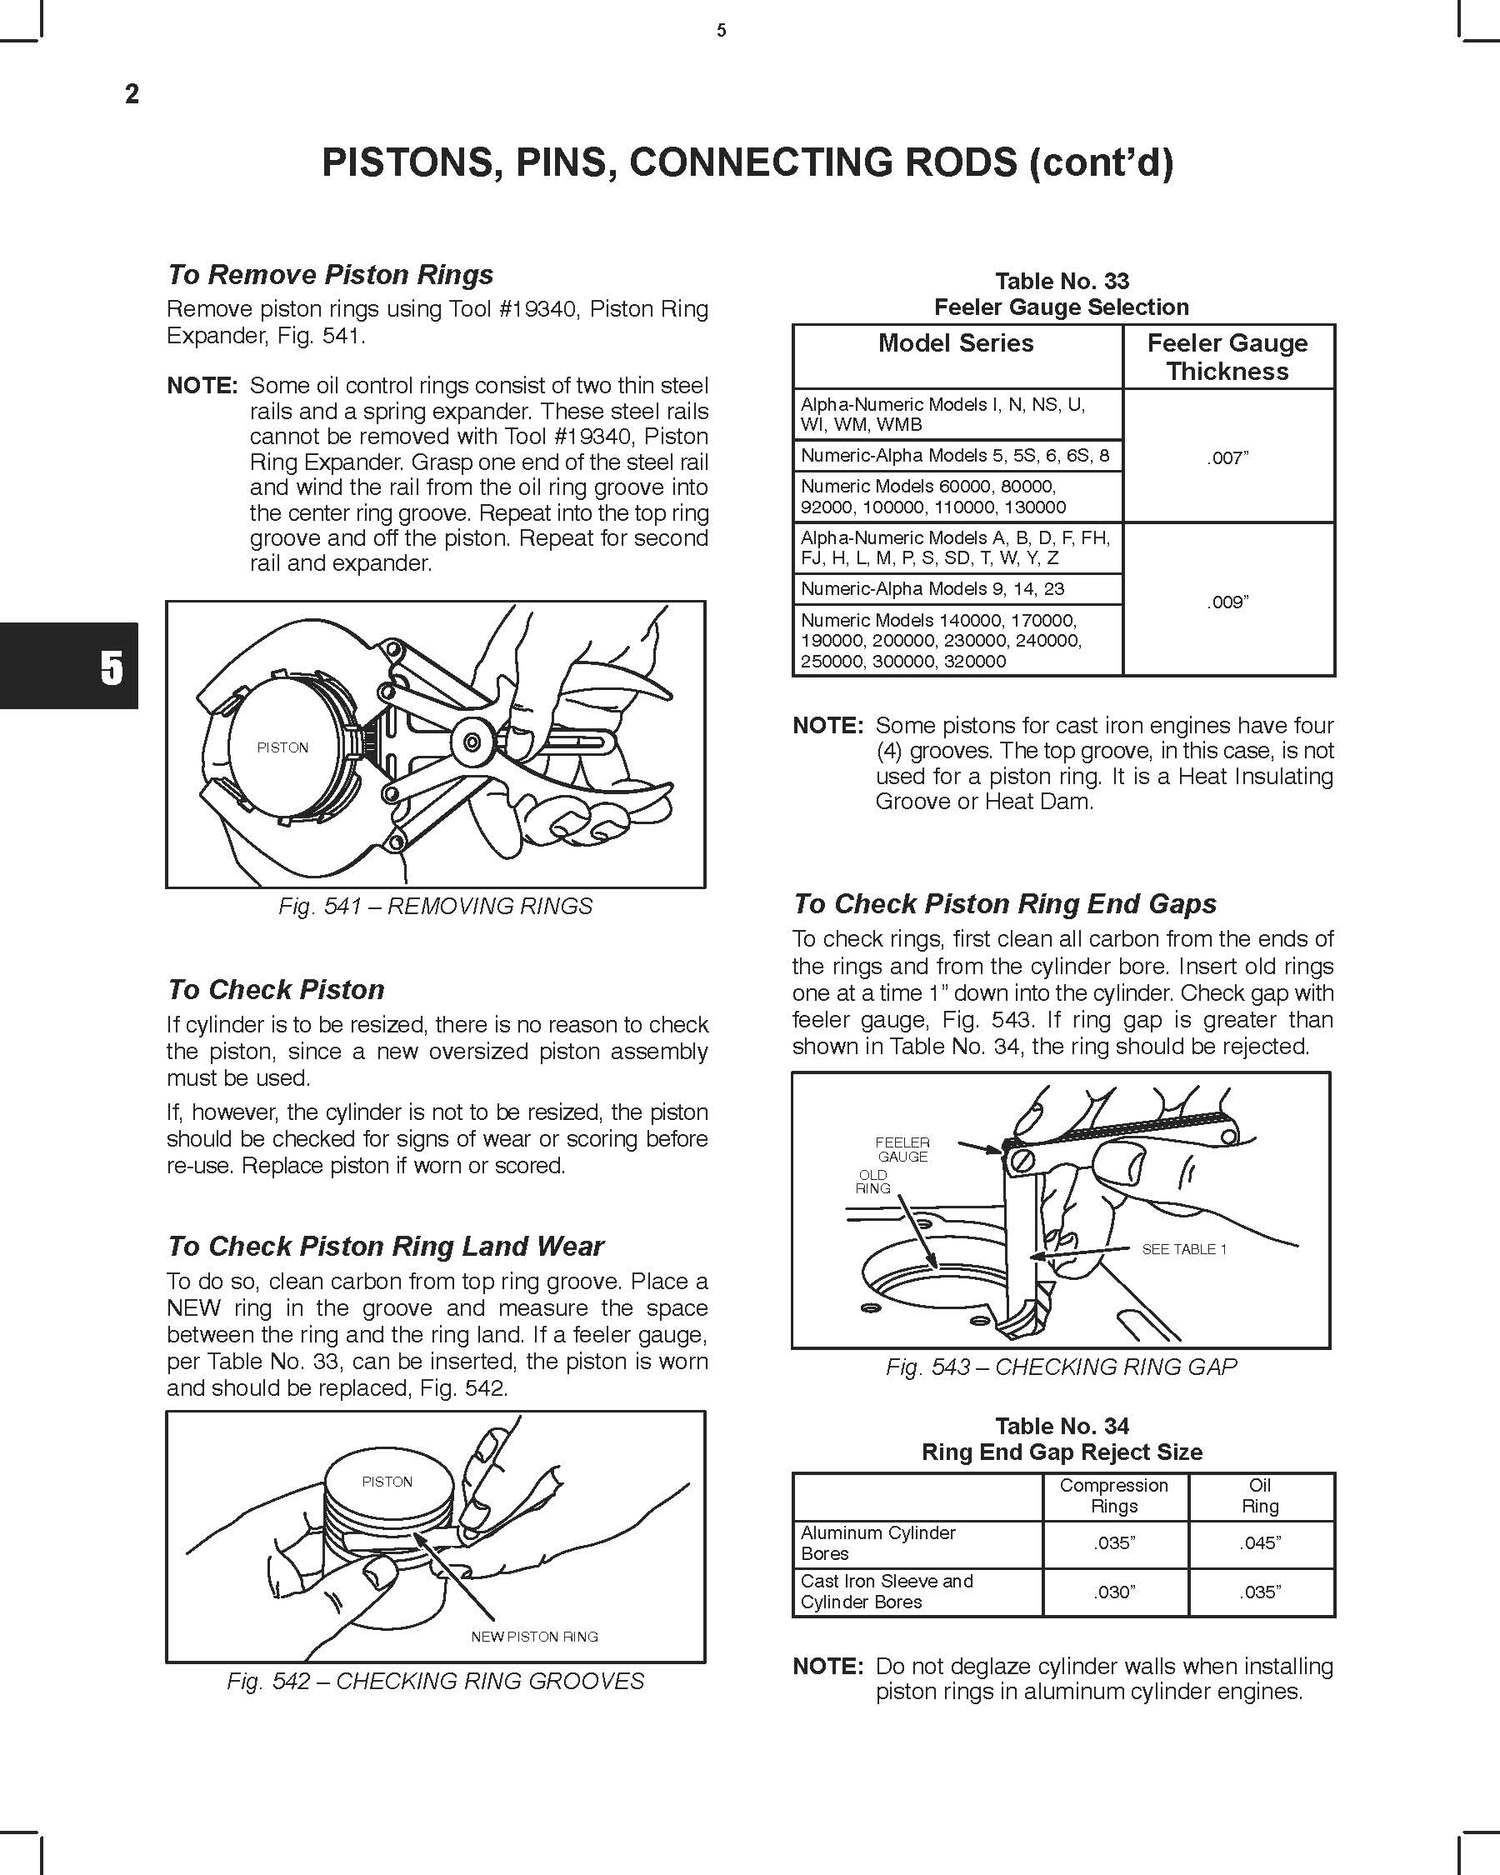 5
2
PISTONS, PINS, CONNECTING RODS (cont’d)
To Remove Piston Rings
Remove piston rings using Tool #19340, Piston Ring
Expander, Fig. 541.
NOTE: Some oil control rings consist of two thin steel
rails and a spring expander. These steel rails
cannot be removed with Tool #19340, Piston
Ring Expander. Grasp one end of the steel rail
and wind the rail from the oil ring groove into
the center ring groove. Repeat into the top ring
groove and off the piston. Repeat for second
rail and expander.
5
PISTON
Fig. 541 – REMOVING RINGS
To Check Piston
If cylinder is to be resized, there is no reason to check
the piston, since a new oversized piston assembly
must be used.
If, however, the cylinder is not to be resized, the piston
should be checked for signs of wear or scoring before
re-use. Replace piston if worn or scored.
To Check Piston Ring Land Wear
To do so, clean carbon from top ring groove. Place a
NEW ring in the groove and measure the space
between the ring and the ring land. If a feeler gauge,
per Table No. 33, can be inserted, the piston is worn
and should be replaced, Fig. 542.
PISTON
NEW PISTON RING
Fig. 542 – CHECKING RING GROOVES
Table No. 33
Feeler Gauge Selection
Model Series
Feeler Gauge
Thickness
Alpha-Numeric Models I, N, NS, U,
WI, WM, WMB
Numeric-Alpha Models 5, 5S, 6, 6S, 8
.007”
Numeric Models 60000, 80000,
92000, 100000, 110000, 130000
Alpha-Numeric Models A, B, D, F, FH,
FJ, H, L, M, P, S, SD, T, W, Y, Z
Numeric-Alpha Models 9, 14, 23
.009”
Numeric Models 140000, 170000,
190000, 200000, 230000, 240000,
250000, 300000, 320000
NOTE: Some pistons for cast iron engines have four
(4) grooves. The top groove, in this case, is not
used for a piston ring. It is a Heat Insulating
Groove or Heat Dam.
To Check Piston Ring End Gaps
To check rings, first clean all carbon from the ends of
the rings and from the cylinder bore. Insert old rings
one at a time 1” down into the cylinder. Check gap with
feeler gauge, Fig. 543. If ring gap is greater than
shown in Table No. 34, the ring should be rejected.
FEELER
GAUGE
OLD
RING
SEE TABLE 1
Fig. 543 – CHECKING RING GAP
Table No. 34
Ring End Gap Reject Size
Compression
Rings
Oil
Ring
Aluminum Cylinder
Bores
.035”
.045”
Cast Iron Sleeve and
Cylinder Bores
.030”
.035”
NOTE: Do not deglaze cylinder walls when installing
piston rings in aluminum cylinder engines.